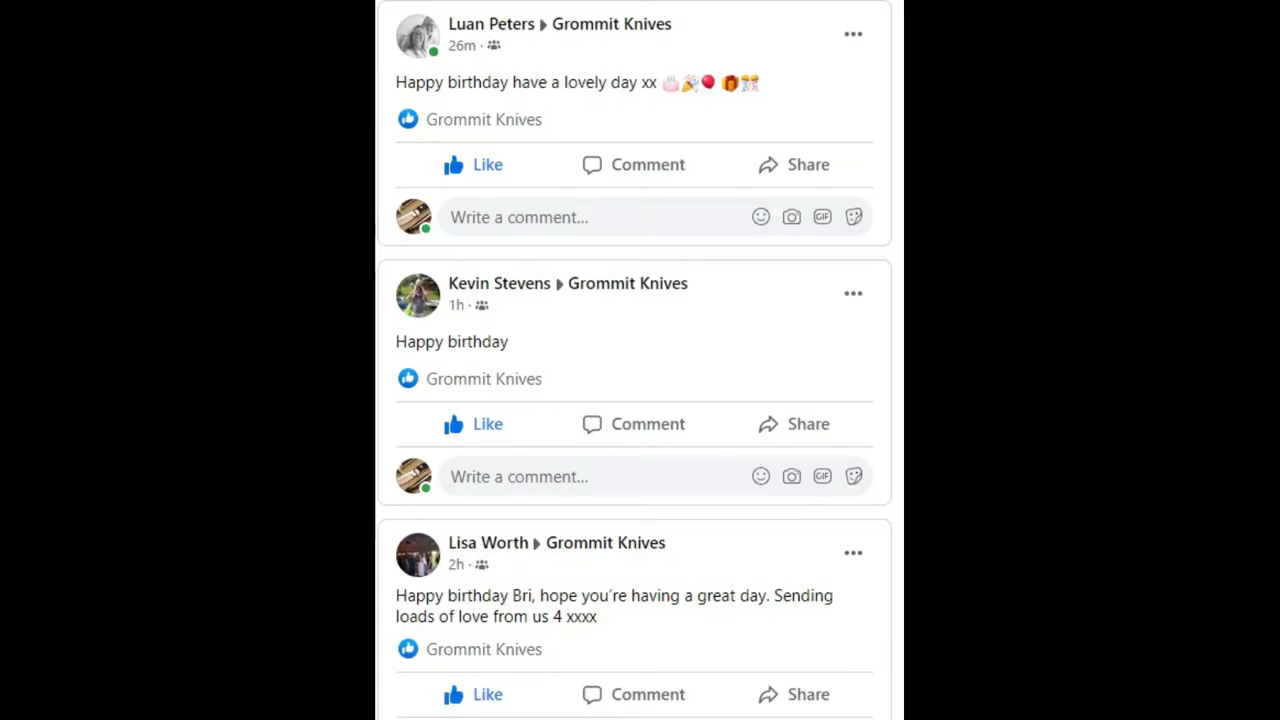 Luan Peters Grommit Knives
26m ·
Happy birthday have a lovely day xx
Grommit Knives
Like Comment Share
Write a comment... GIF
Kevin Stevens Grommit Knives
1h ·
Happy birthday
Grommit Knives
Like Comment Share
Write a comment... GIF
Lisa Worth Grommit Knives
2h ·
Happy birthday Bri, hope you're having a great day. Sending
loads of love from us 4 xxxx
Grommit Knives
Like Comment Share